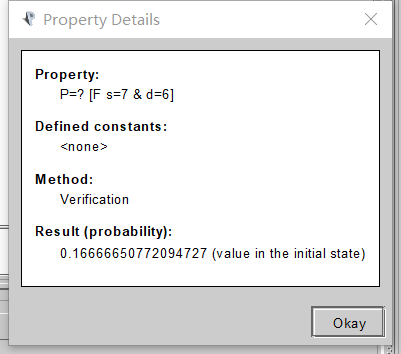 Property Details
Property:
P=? [F s=7 & d=6]
Defined constants:
<none>
Method:
Verification
Result (probability):
0.16666650772094727 (value in the initial state)
Okay